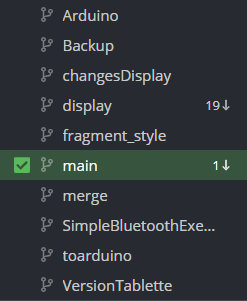 Arduino
Backup
changesDisplay
display 19↓
fragment_style
main 1↓
merge
SimpleBluetoothExe...
toarduino
VersionTablette